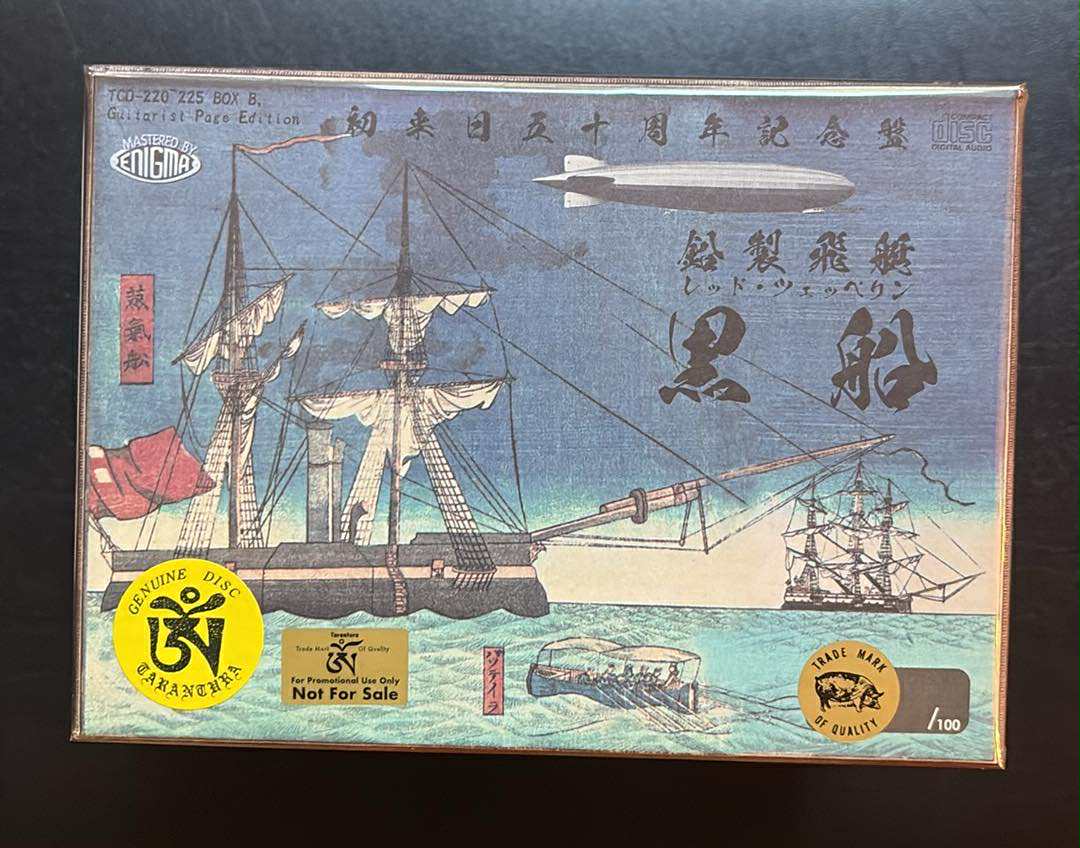 TCD-220~225 BOX B,
Guitarist Page Edition
初来日五十周年記念盤
COMPACT
disc
DIGITAL AUDIO
MASTERED BY
ENIGMA
鉛製飛艇
レッド・ツェッペリン
黒船
蒸氣船
GENUINE DISC
TARANTURA
Tarantura
Trade Mark Of Quality
For Promotional Use Only
Not For Sale
バッテイラ
TRADE MARK
OF QUALITY
/100